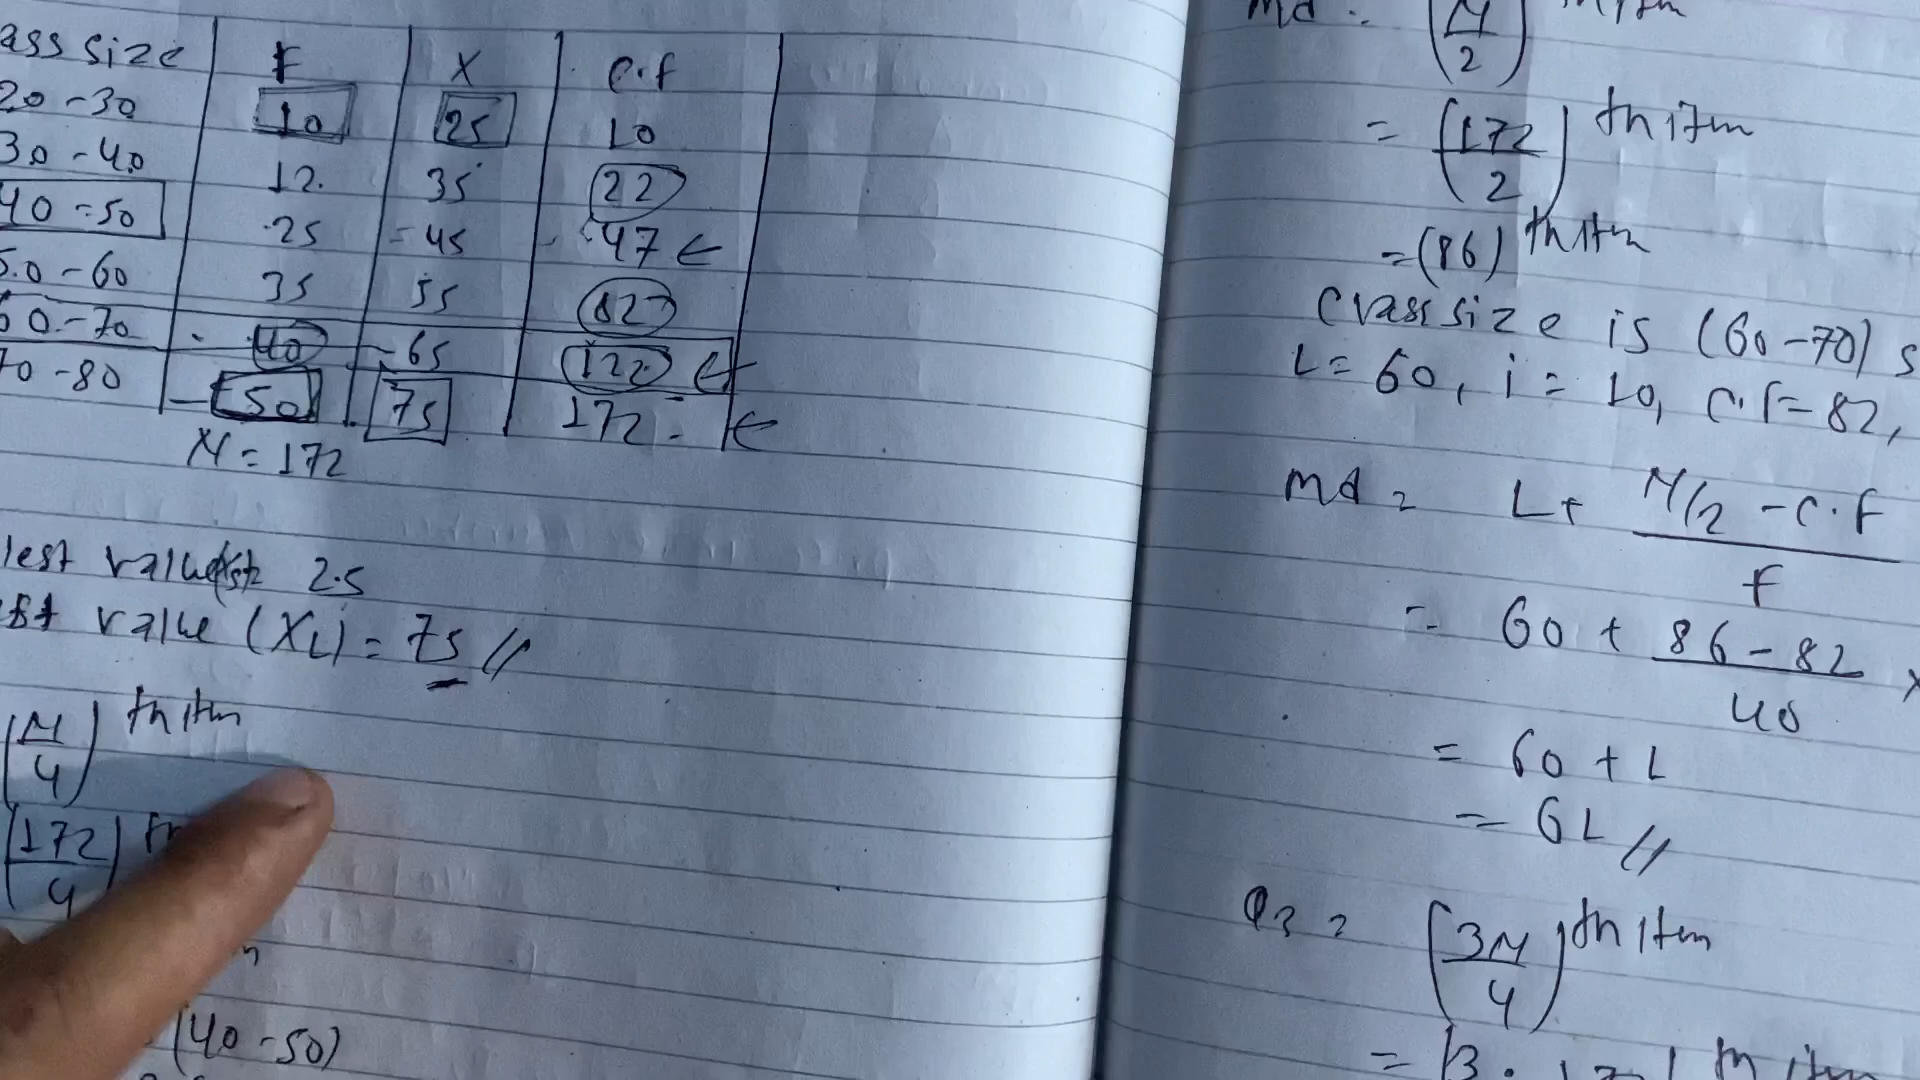 ass size F X C.F
20-30 10 25 10
30-40 12 35 22
40-50 25 45 47
50-60 35 55 82
60-70 40 65 122
70-80 50 75 172
N = 172
lest value 25
st value (XL) = 75 //
(N/4) th item
(172/4)
(40-50)
Md = (N/2) th item
= (172/2) th item
= (86) th item
Class size is (60-70) s
L = 60, i = 10, C.F = 82,
Md = L + N/2 - C.F / F
= 60 + 86 - 82 / 40 ×
= 60 + 1
= 61 //
Q3 = (3N/4) th item
th item